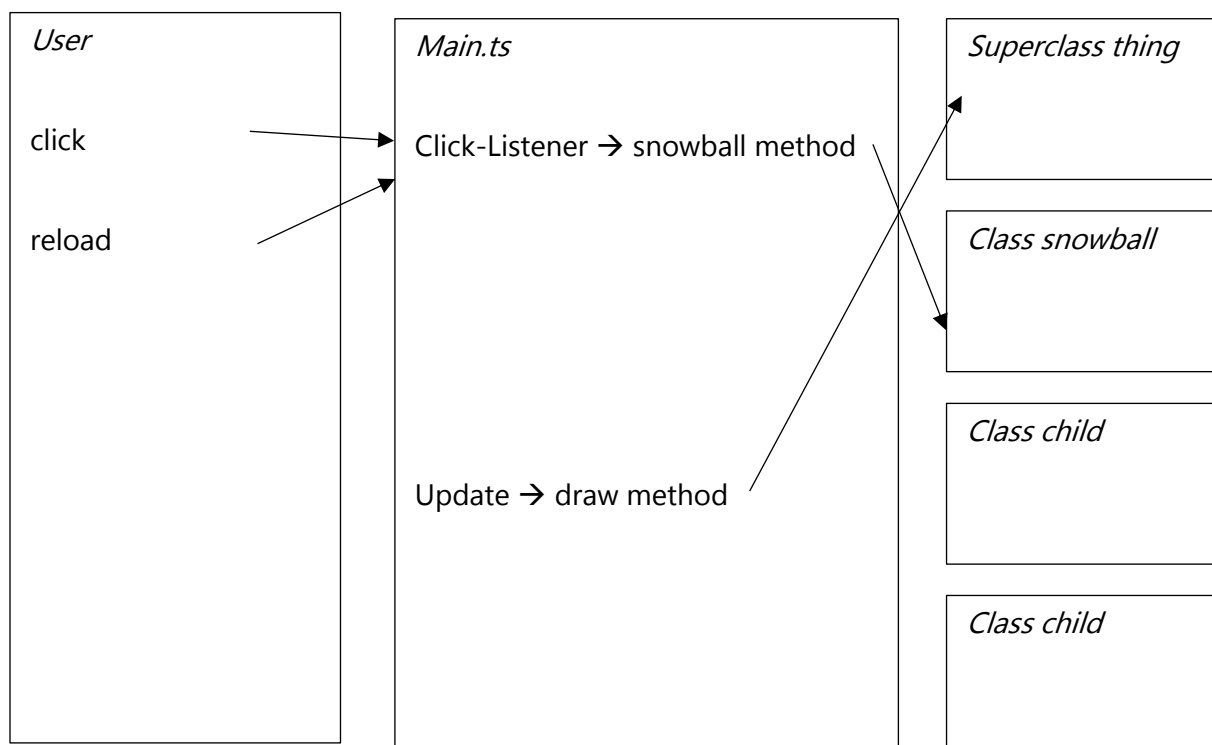 User
click
reload
Main.ts
Click-Listener → snowball method
Update → draw method
Superclass thing
Class snowball
Class child
Class child